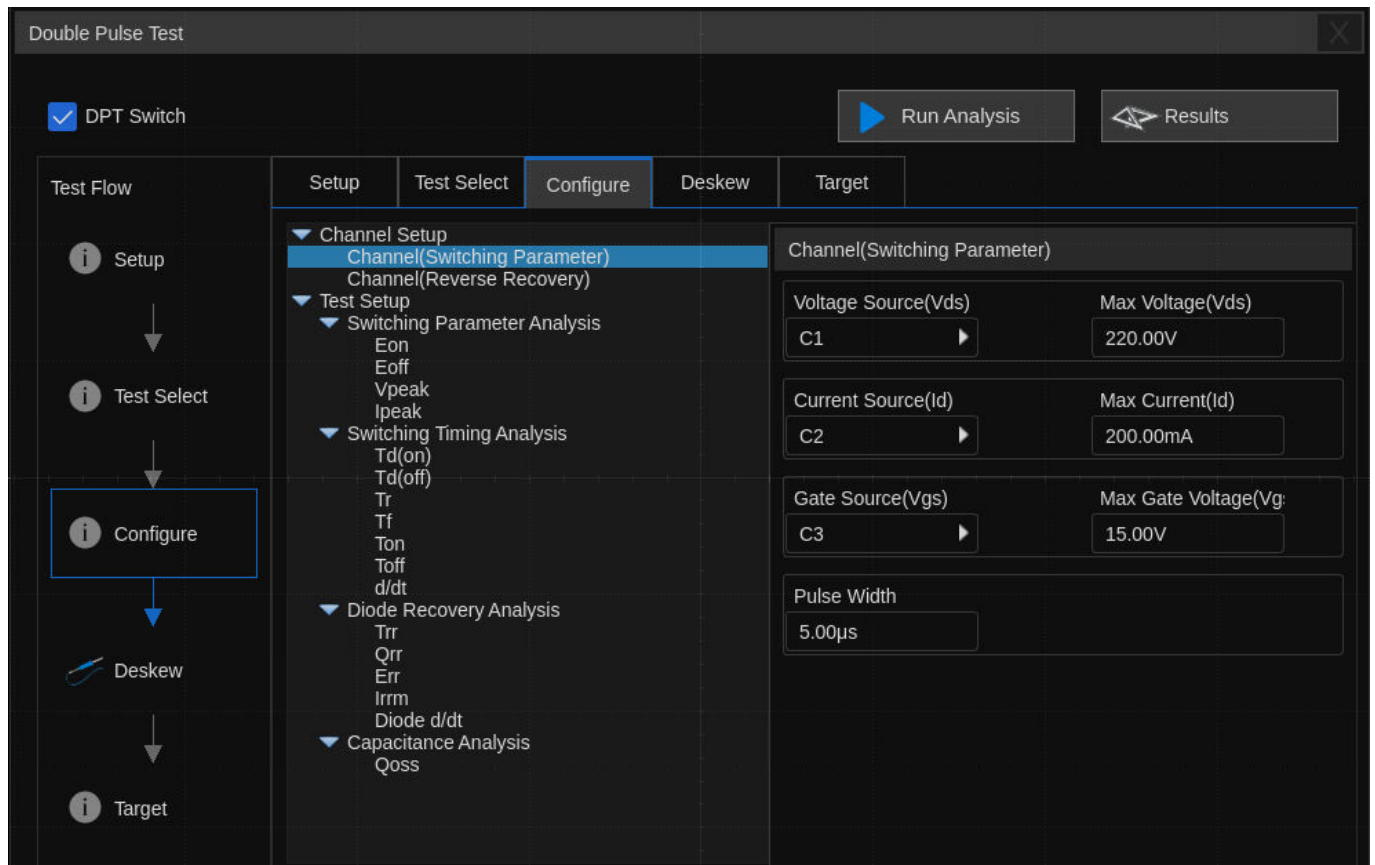 Double Pulse Test
X
DPT Switch
Run Analysis
Results
Test Flow
Setup
Test Select
Configure
Deskew
Target
Setup
Test Select
Configure
Deskew
Target
Channel Setup
Channel(Switching Parameter)
Channel(Reverse Recovery)
Test Setup
Switching Parameter Analysis
Eon
Eoff
Vpeak
Ipeak
Switching Timing Analysis
Td(on)
Td(off)
Tr
Tf
Ton
Toff
d/dt
Diode Recovery Analysis
Trr
Qrr
Err
Irrm
Diode d/dt
Capacitance Analysis
Qoss
Channel(Switching Parameter)
Voltage Source(Vds)
Max Voltage(Vds)
C1
220.00V
Current Source(Id)
Max Current(Id)
C2
200.00mA
Gate Source(Vgs)
Max Gate Voltage(Vg
C3
15.00V
Pulse Width
5.00μs